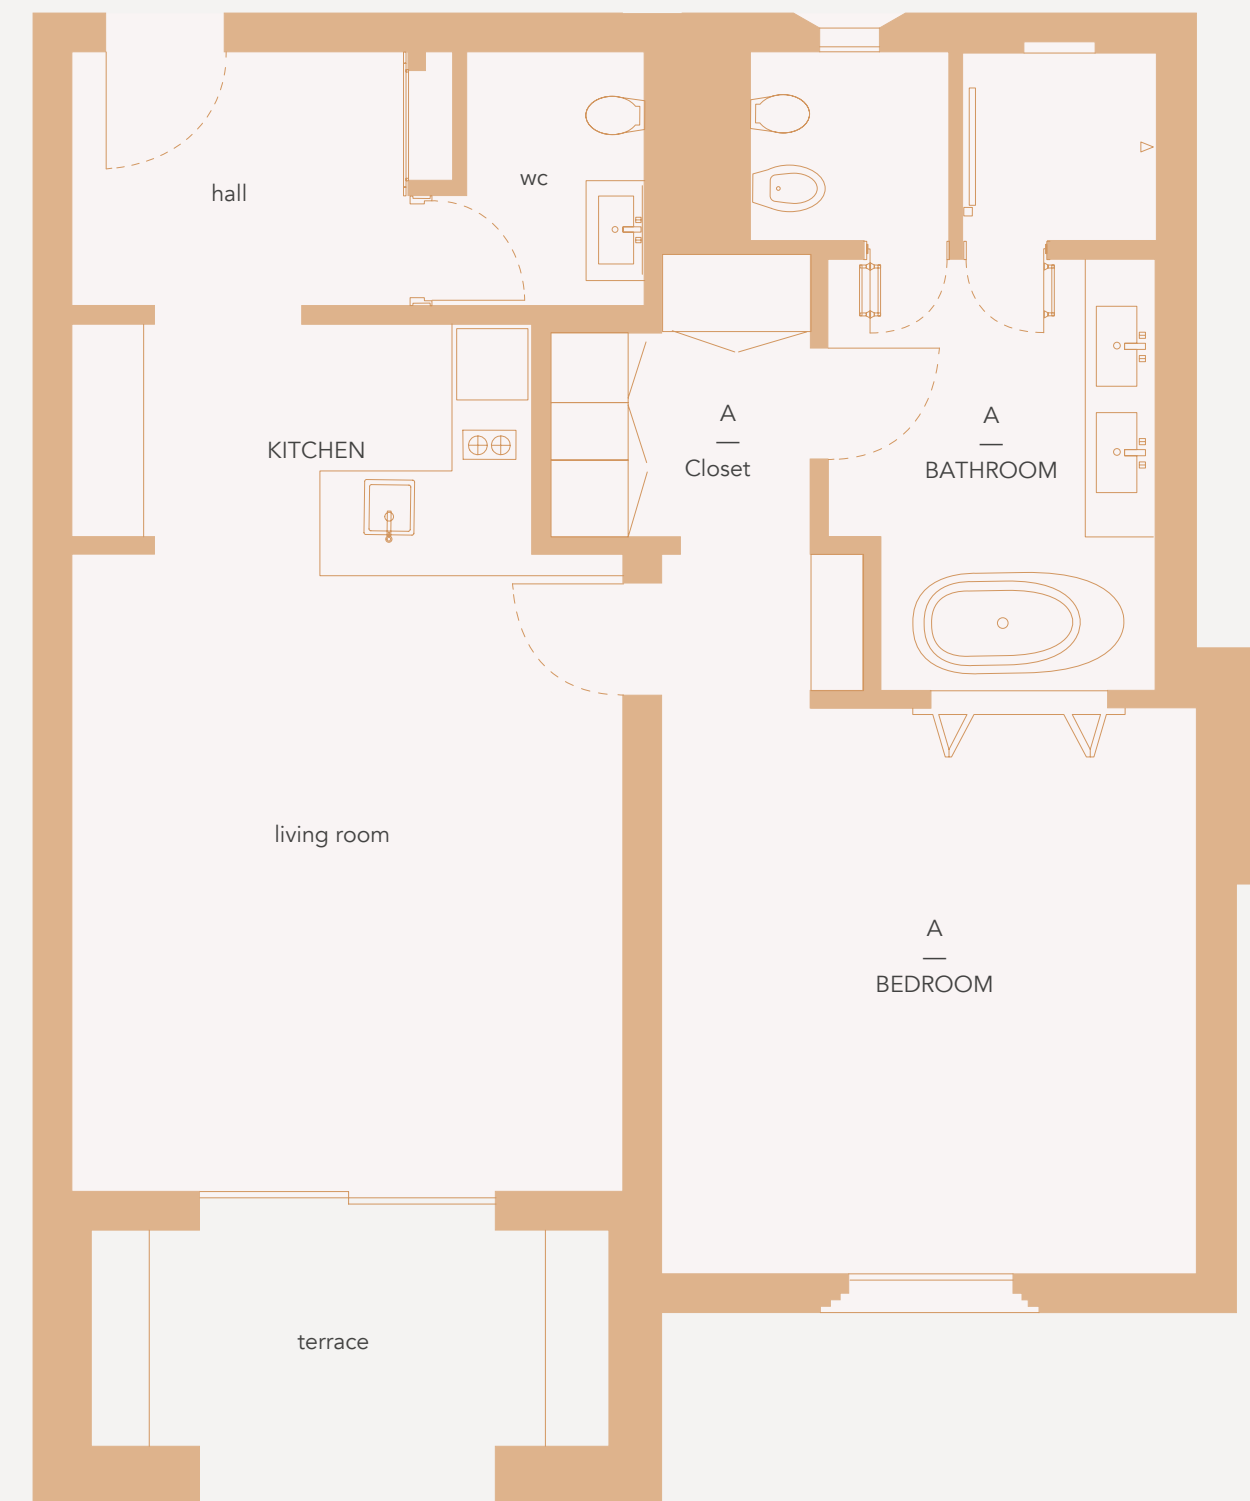 hall
wc
KITCHEN
A
Closet
A
BATHROOM
living room
A
BEDROOM
terrace